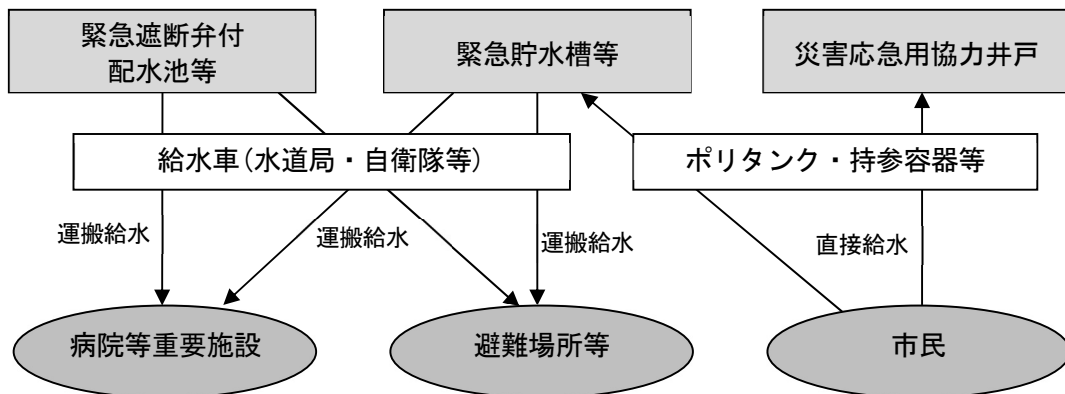 緊急遮断弁付
配水池等
緊急貯水槽等
災害応急用協力井戸
給水車(水道局・自衛隊等)
ポリタンク・持参容器等
運搬給水
運搬給水
運搬給水
直接給水
病院等重要施設
避難場所等
市民